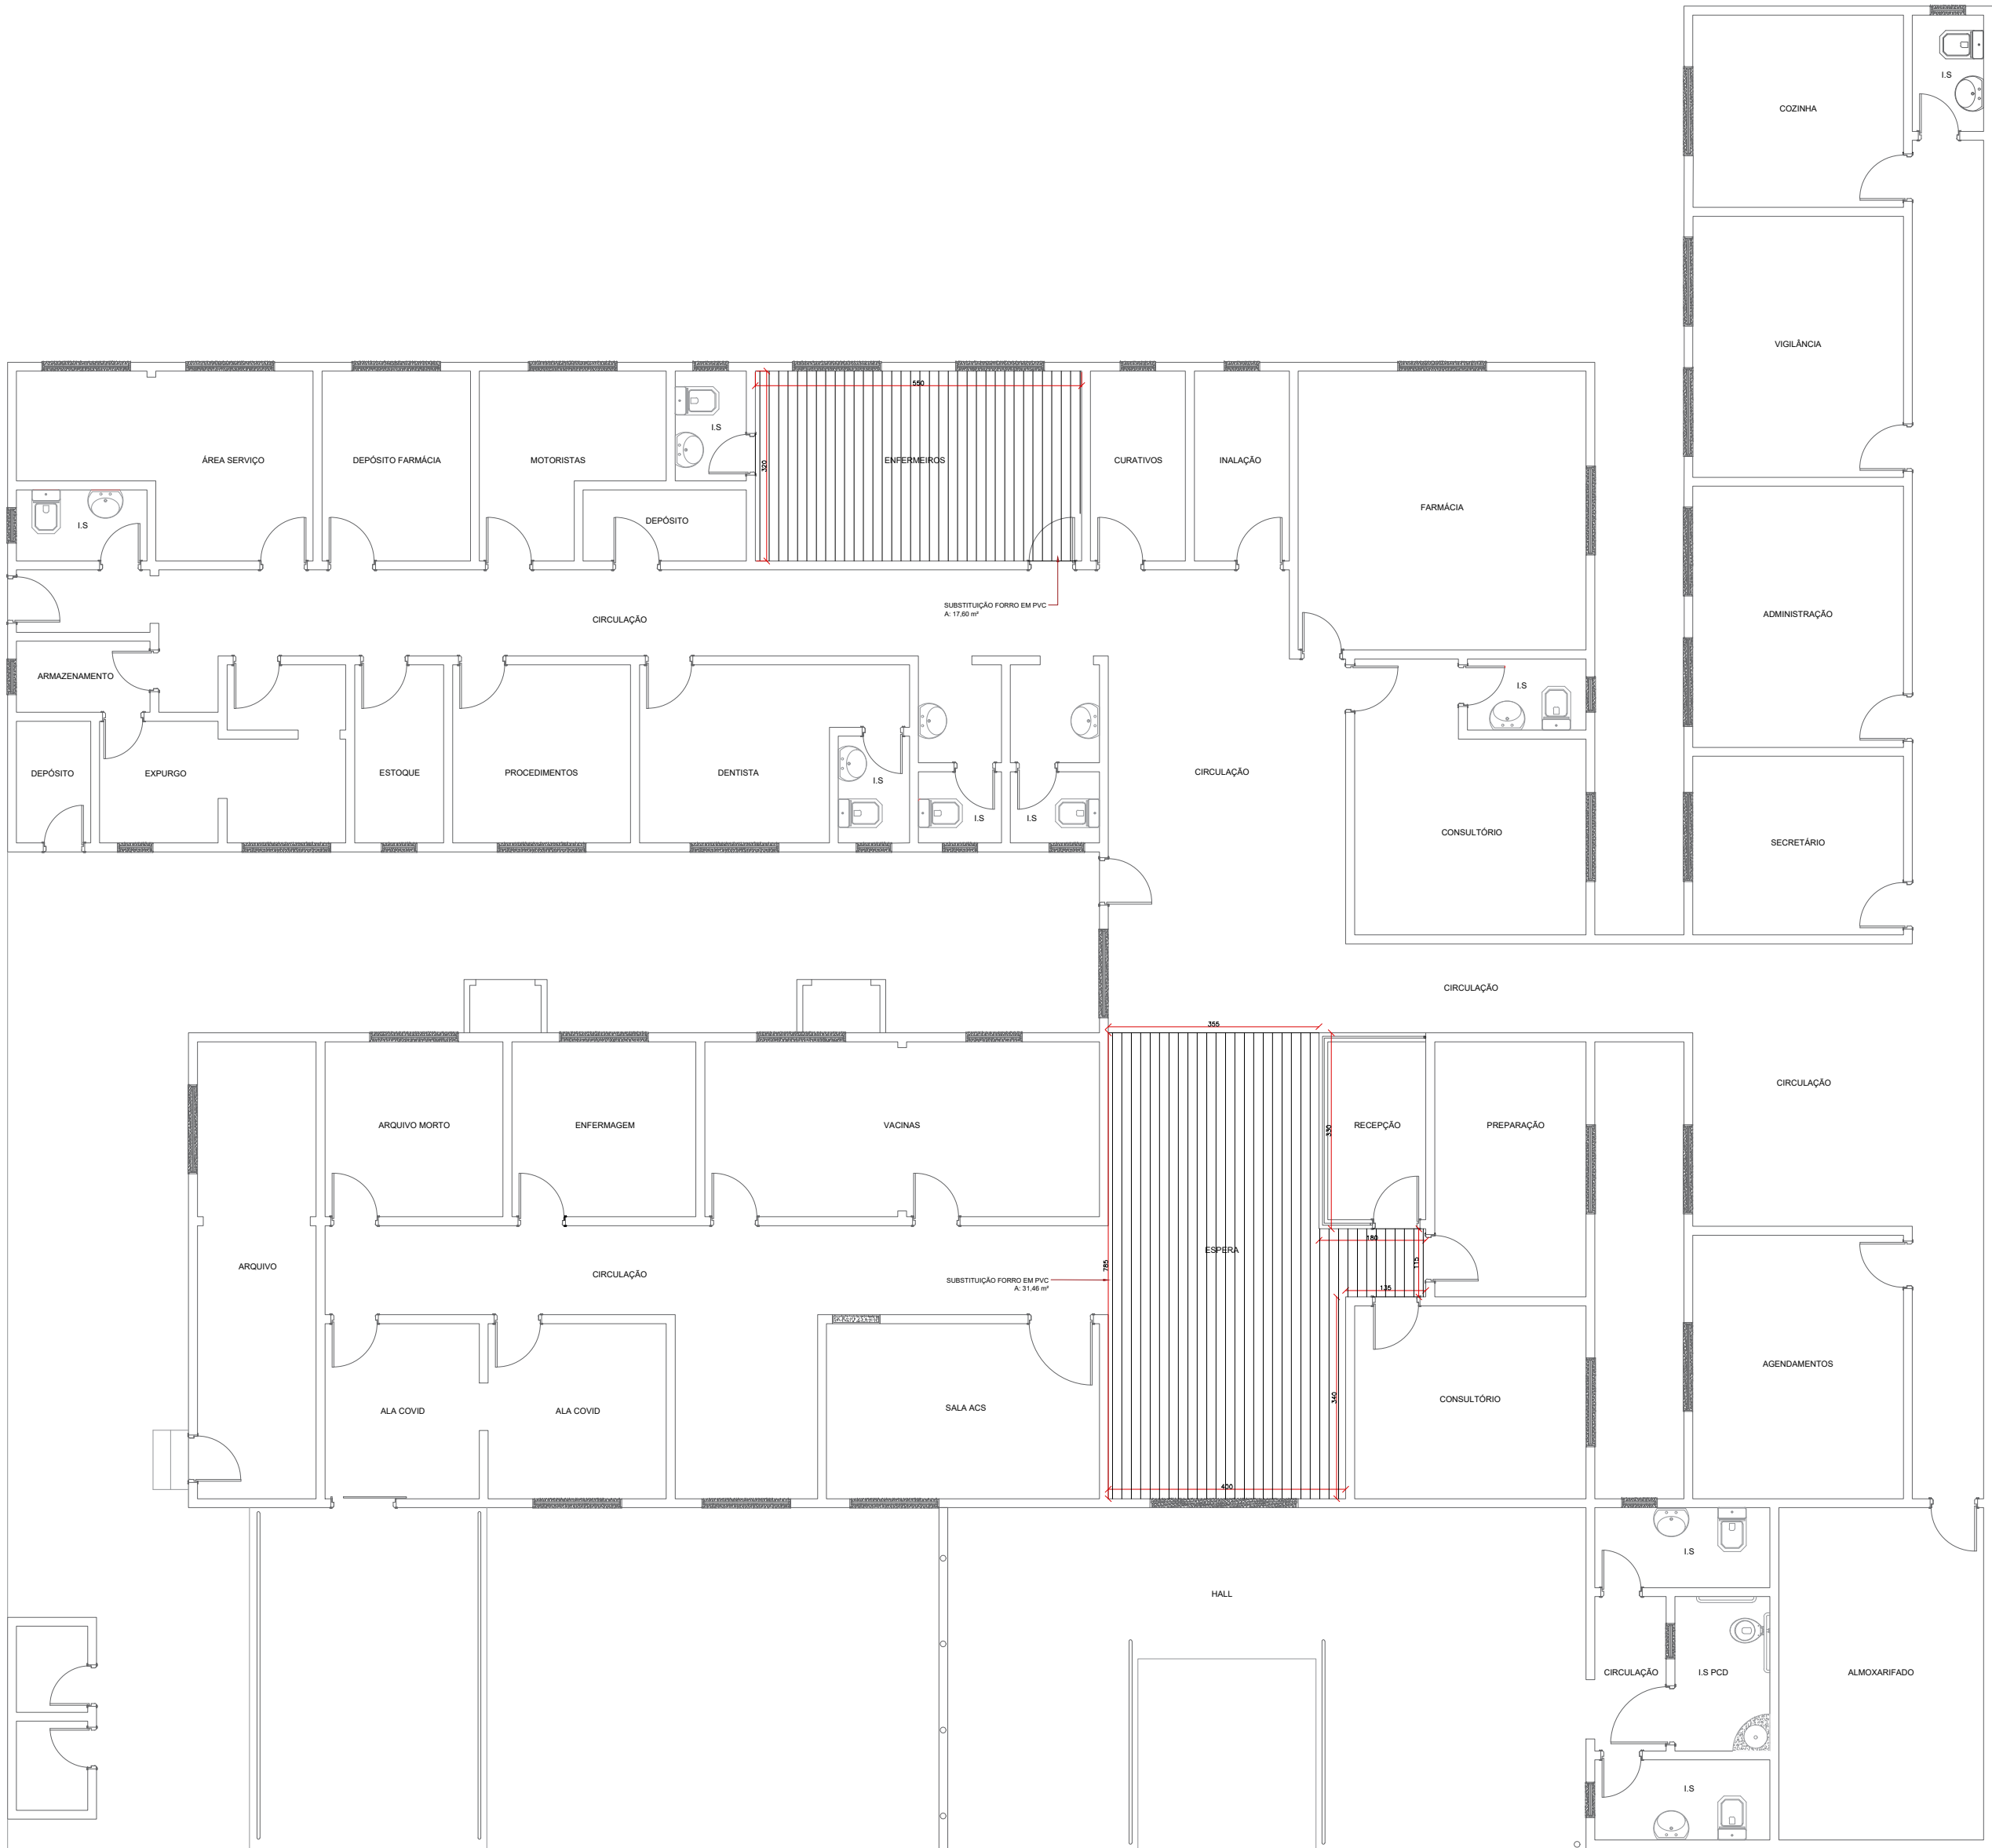 COZINHA
I.S
VIGILÂNCIA
550
ÁREA SERVIÇO
DEPÓSITO FARMÁCIA
MOTORISTAS
I.S
320
ENFERMEIROS
CURATIVOS
INALAÇÃO
FARMÁCIA
I.S
DEPÓSITO
SUBSTITUIÇÃO FORRO EM PVC
A: 17,60 m²
CIRCULAÇÃO
ADMINISTRAÇÃO
ARMAZENAMENTO
I.S
DEPÓSITO
EXPURGO
ESTOQUE
PROCEDIMENTOS
DENTISTA
I.S
I.S
I.S
CIRCULAÇÃO
CONSULTÓRIO
SECRETÁRIO
CIRCULAÇÃO
355
ARQUIVO MORTO
ENFERMAGEM
VACINAS
330
RECEPÇÃO
PREPARAÇÃO
CIRCULAÇÃO
ARQUIVO
CIRCULAÇÃO
SUBSTITUIÇÃO FORRO EM PVC
A: 31,46 m²
785
ESPERA
180
115
135
340
400
ALA COVID
ALA COVID
SALA ACS
CONSULTÓRIO
AGENDAMENTOS
I.S
HALL
CIRCULAÇÃO
I.S PCD
ALMOXARIFADO
I.S